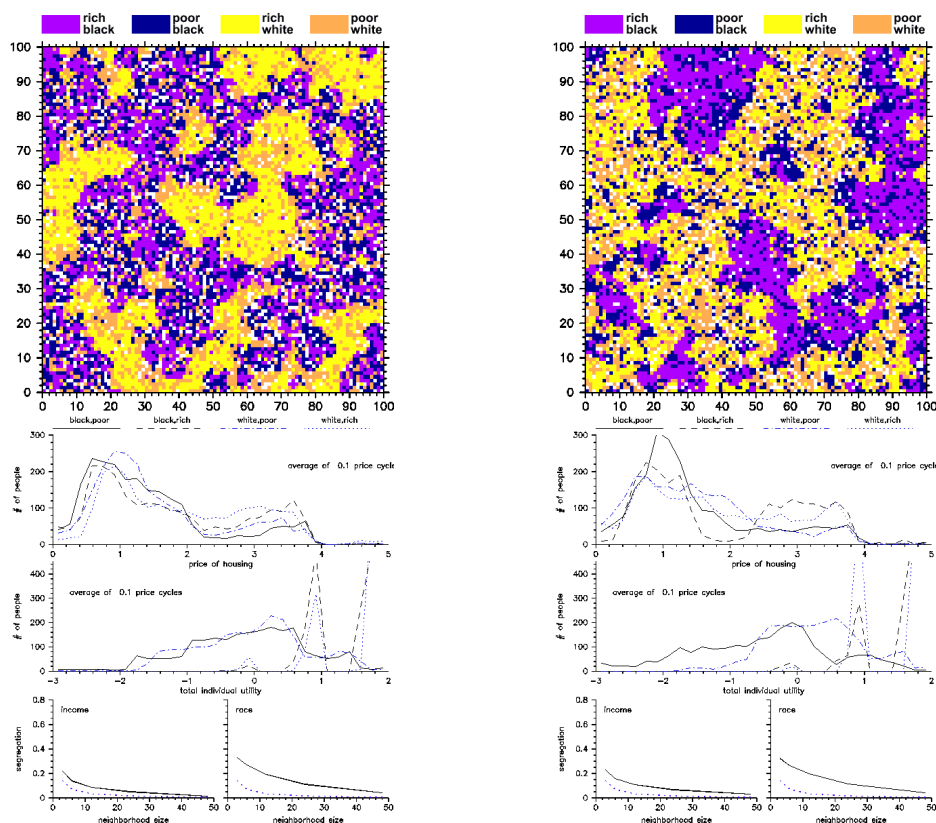 rich black poor black rich white poor white
100
90
80
70
60
50
40
30
20
10
0
0 10 20 30 40 50 60 70 80 90 100
black,poor black,rich white,poor white,rich
300
200
100
0
# of people
average of 0.1 price cycle
0 1 2 3 4 5
price of housing
400
300
200
100
0
# of people
average of 0.1 price cycles
-3 -2 -1 0 1 2
total individual utility
0.8
0.6
0.4
0.2
0
segregation
income
race
0 10 20 30 40 50
0 10 20 30 40 50
neighborhood size
neighborhood size
rich black poor black rich white poor white
100
90
80
70
60
50
40
30
20
10
0
0 10 20 30 40 50 60 70 80 90 100
black,poor black,rich white,poor white,rich
300
200
100
0
# of people
average of 0.1 price c
0 1 2 3 4 5
price of housing
400
300
200
100
0
# of people
average of 0.1 price cycles
-3 -2 -1 0 1 2
total individual utility
0.8
0.6
0.4
0.2
0
segregation
income
race
0 10 20 30 40 50
0 10 20 30 40 50
neighborhood size
neighborhood size